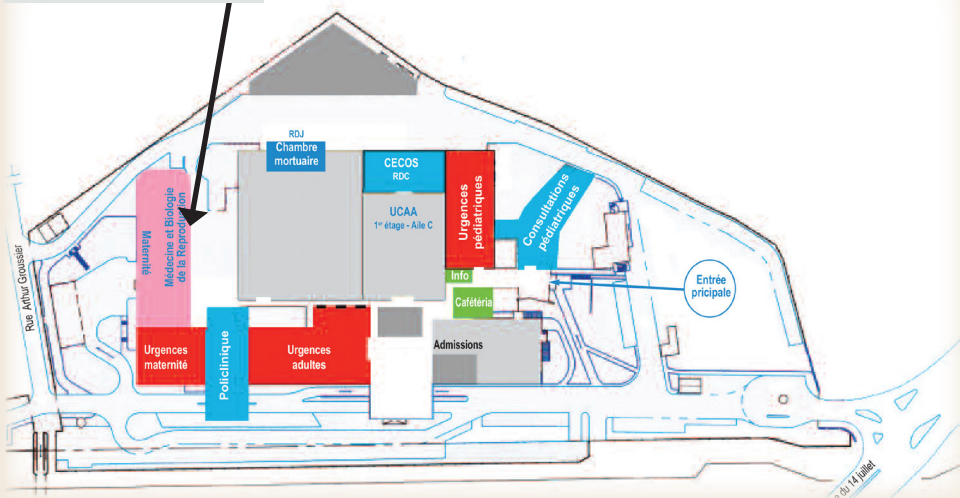 RDJ
Chambre
mortuaire
CECOS
RDC
UCAA
1er étage - Aile C
Urgences
pédiatriques
Consultations
pédiatriques
Maternité
Médecine et Biologie
de la Reproduction
Rue Arthur Groussier
Info
Cafétéria
Entrée
pricipale
Urgences
maternité
Policlinique
Urgences
adultes
Admissions
du 14 juillet